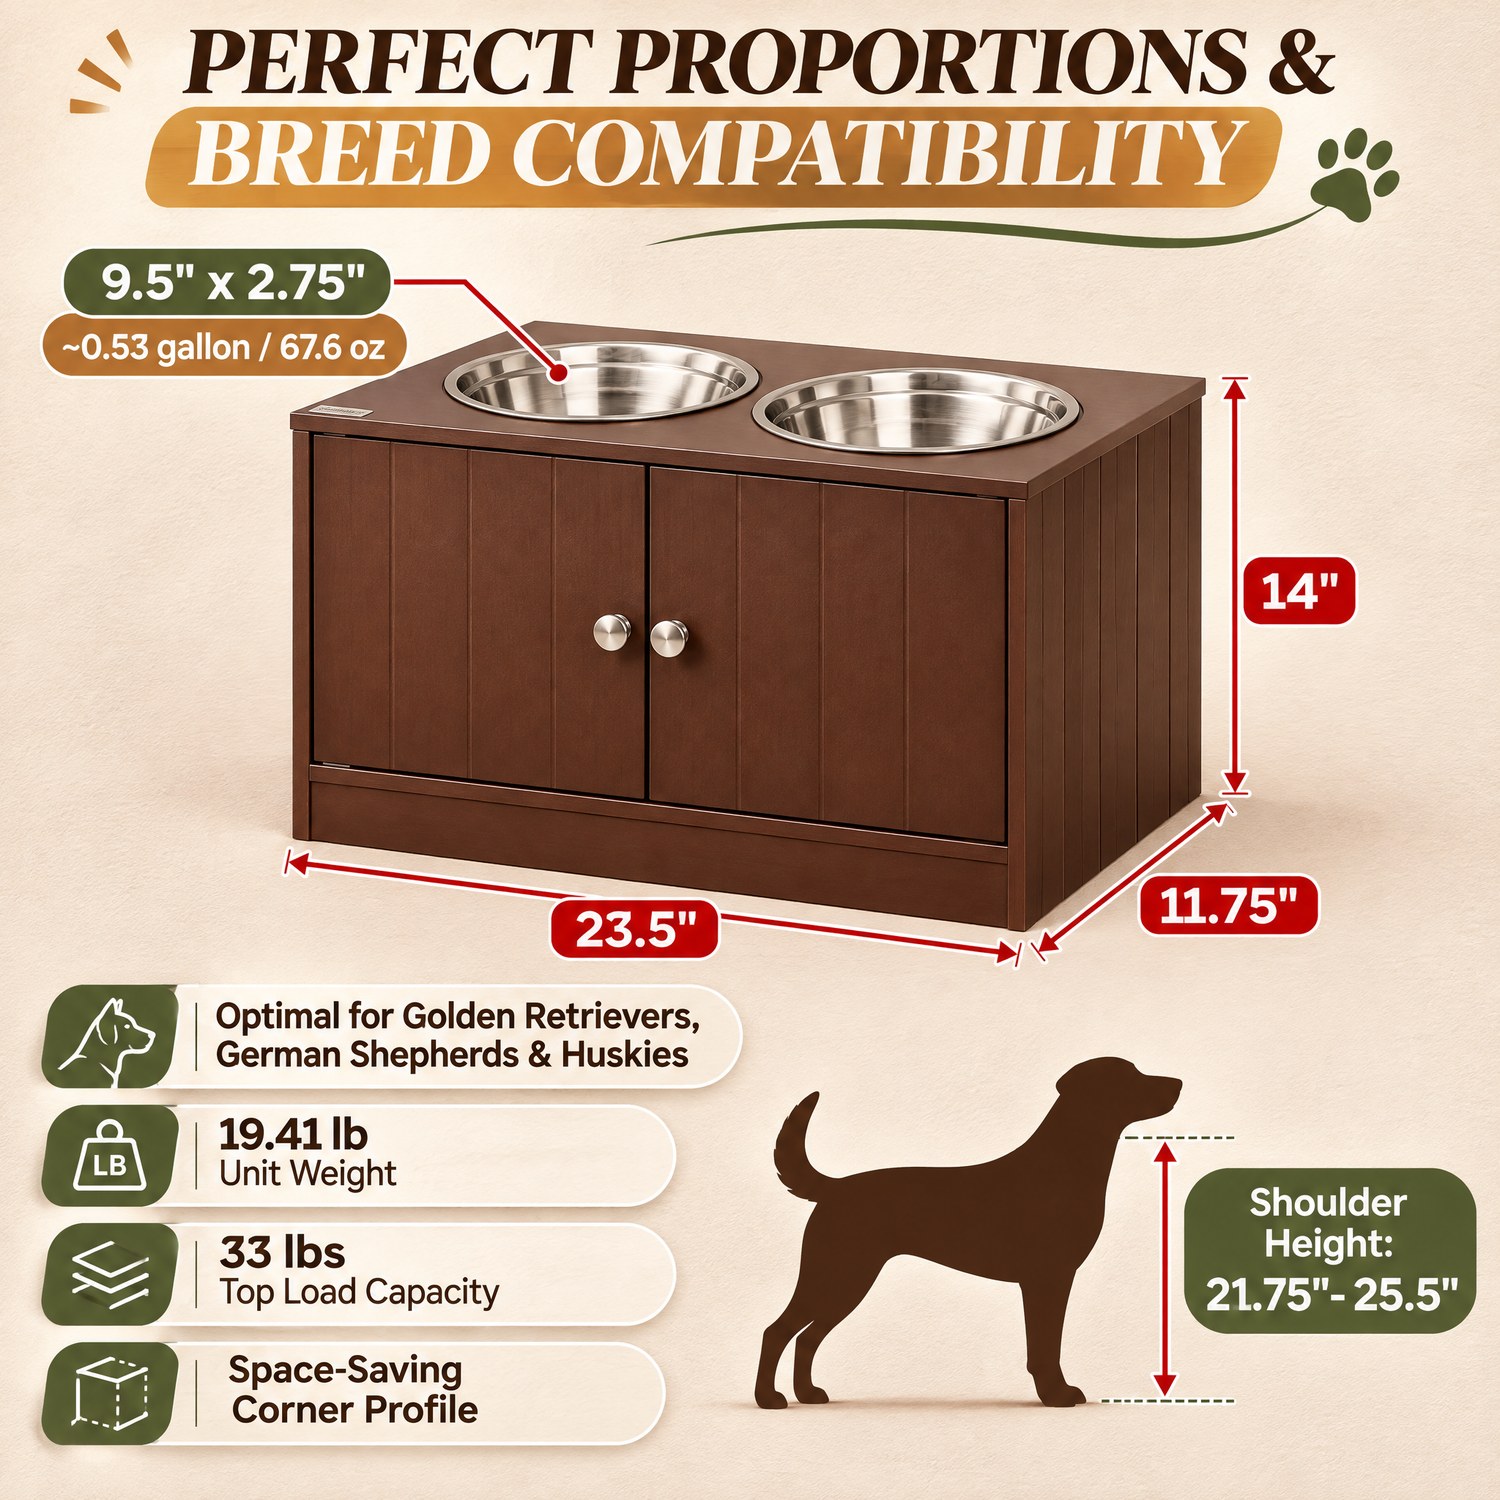 PERFECT PROPORTIONS &
BREED COMPATIBILITY
9.5" x 2.75"
~0.53 gallon / 67.6 oz
14"
11.75"
23.5"
Optimal for Golden Retrievers,
German Shepherds & Huskies
LB
19.41 lb
Unit Weight
33 lbs
Top Load Capacity
Space-Saving
Corner Profile
Shoulder
Height:
21.75"- 25.5"